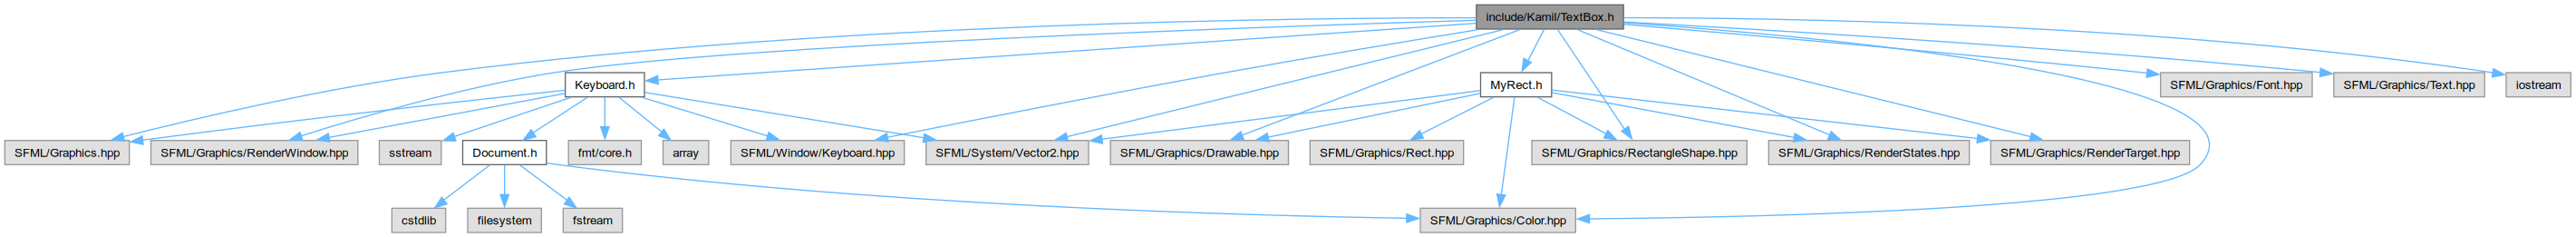 include/Kamil/TextBox.h
Keyboard.h
MyRect.h
SFML/Graphics/Font.hpp
SFML/Graphics/Text.hpp
iostream
SFML/Graphics.hpp
SFML/Graphics/RenderWindow.hpp
sstream
Document.h
fmt/core.h
array
SFML/Window/Keyboard.hpp
SFML/System/Vector2.hpp
SFML/Graphics/Drawable.hpp
SFML/Graphics/Rect.hpp
SFML/Graphics/RectangleShape.hpp
SFML/Graphics/RenderStates.hpp
SFML/Graphics/RenderTarget.hpp
cstdlib
filesystem
fstream
SFML/Graphics/Color.hpp